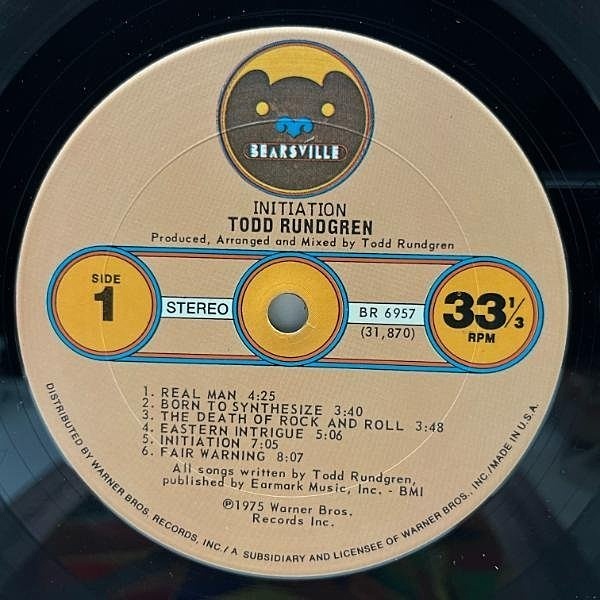 BEARSVILLE
INITIATION
TODD RUNDGREN
Produced, Arranged and Mixed by Todd Rundgren
SIDE
1
STEREO
BR 6957
(31,870)
33 1/3
RPM
1. REAL MAN 4:25
2. BORN TO SYNTHESIZE 3:40
3. THE DEATH OF ROCK AND ROLL 3:48
4. EASTERN INTRIGUE 5:06
5. INITIATION 7:05
6. FAIR WARNING 8:07
All songs written by Todd Rundgren,
published by Earmark Music, Inc. - BMI
℗1975 Warner Bros.
Records Inc.
DISTRIBUTED BY WARNER BROS. RECORDS, INC./A SUBSIDIARY AND LICENSEE OF WARNER BROS., INC./MADE IN U.S.A.